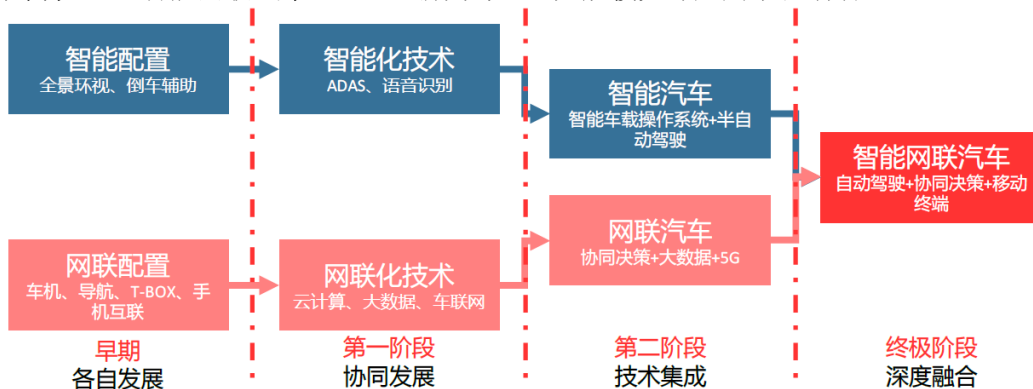 智能配置
全景环视、倒车辅助
智能化技术
ADAS、语音识别
智能汽车
智能车载操作系统+半自
动驾驶
智能网联汽车
自动驾驶+协同决策+移动
终端
网联配置
车机、导航、T-BOX、手
机互联
网联化技术
云计算、大数据、车联网
网联汽车
协同决策+大数据+5G
早期
各自发展
第一阶段
协同发展
第二阶段
技术集成
终极阶段
深度融合